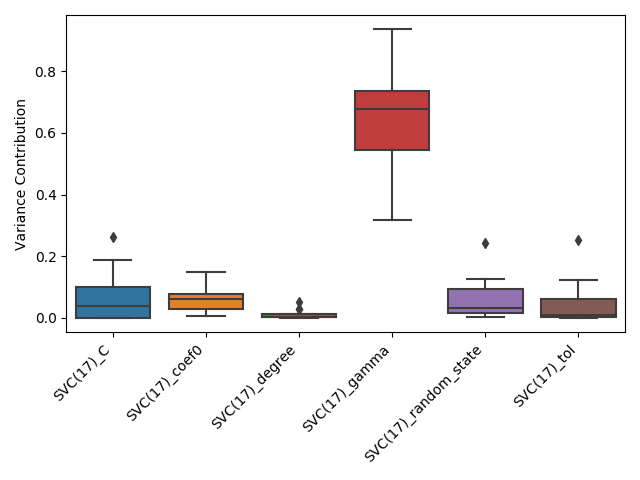 Variance Contribution
0.8
0.6
0.4
0.2
0.0
SVC(17)_C
SVC(17)_coef0
SVC(17)_degree
SVC(17)_gamma
SVC(17)_random_state
SVC(17)_tol